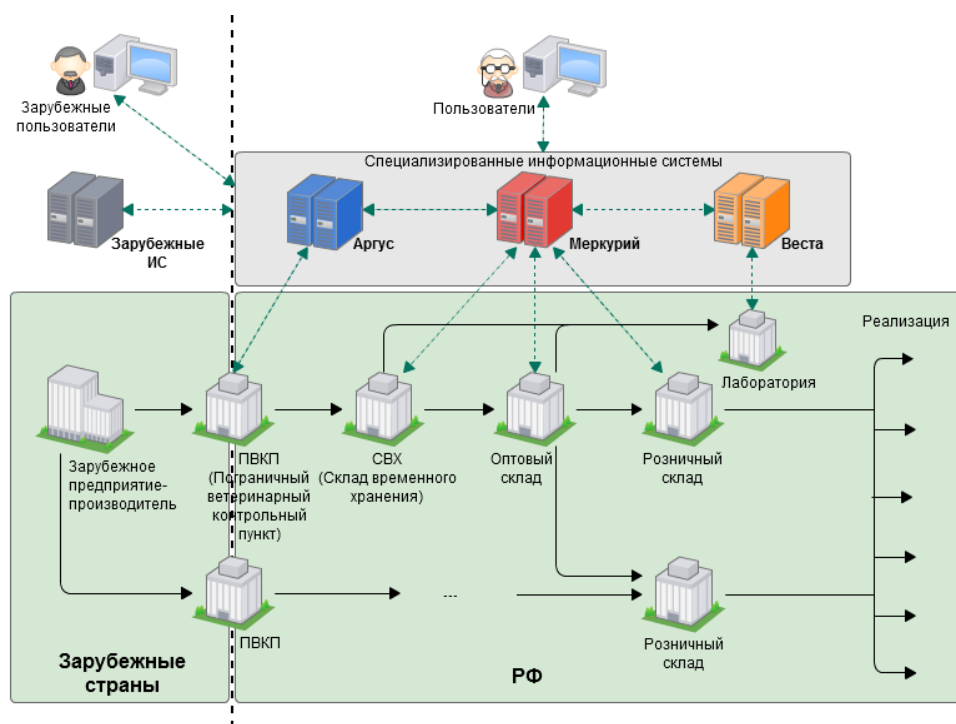 Зарубежные
пользователи
Пользователи
Специализированные информационные системы
Зарубежные
ИС
Аргус
Меркурий
Веста
Реализация
Лаборатория
Зарубежное
предприятие-
производитель
ПВКП
(Пограничный
ветеринарный
контрольный
пункт)
СВХ
(Склад временного
хранения)
Оптовый
склад
Розничный
склад
ПВКП
...
Розничный
склад
Зарубежные
страны
РФ